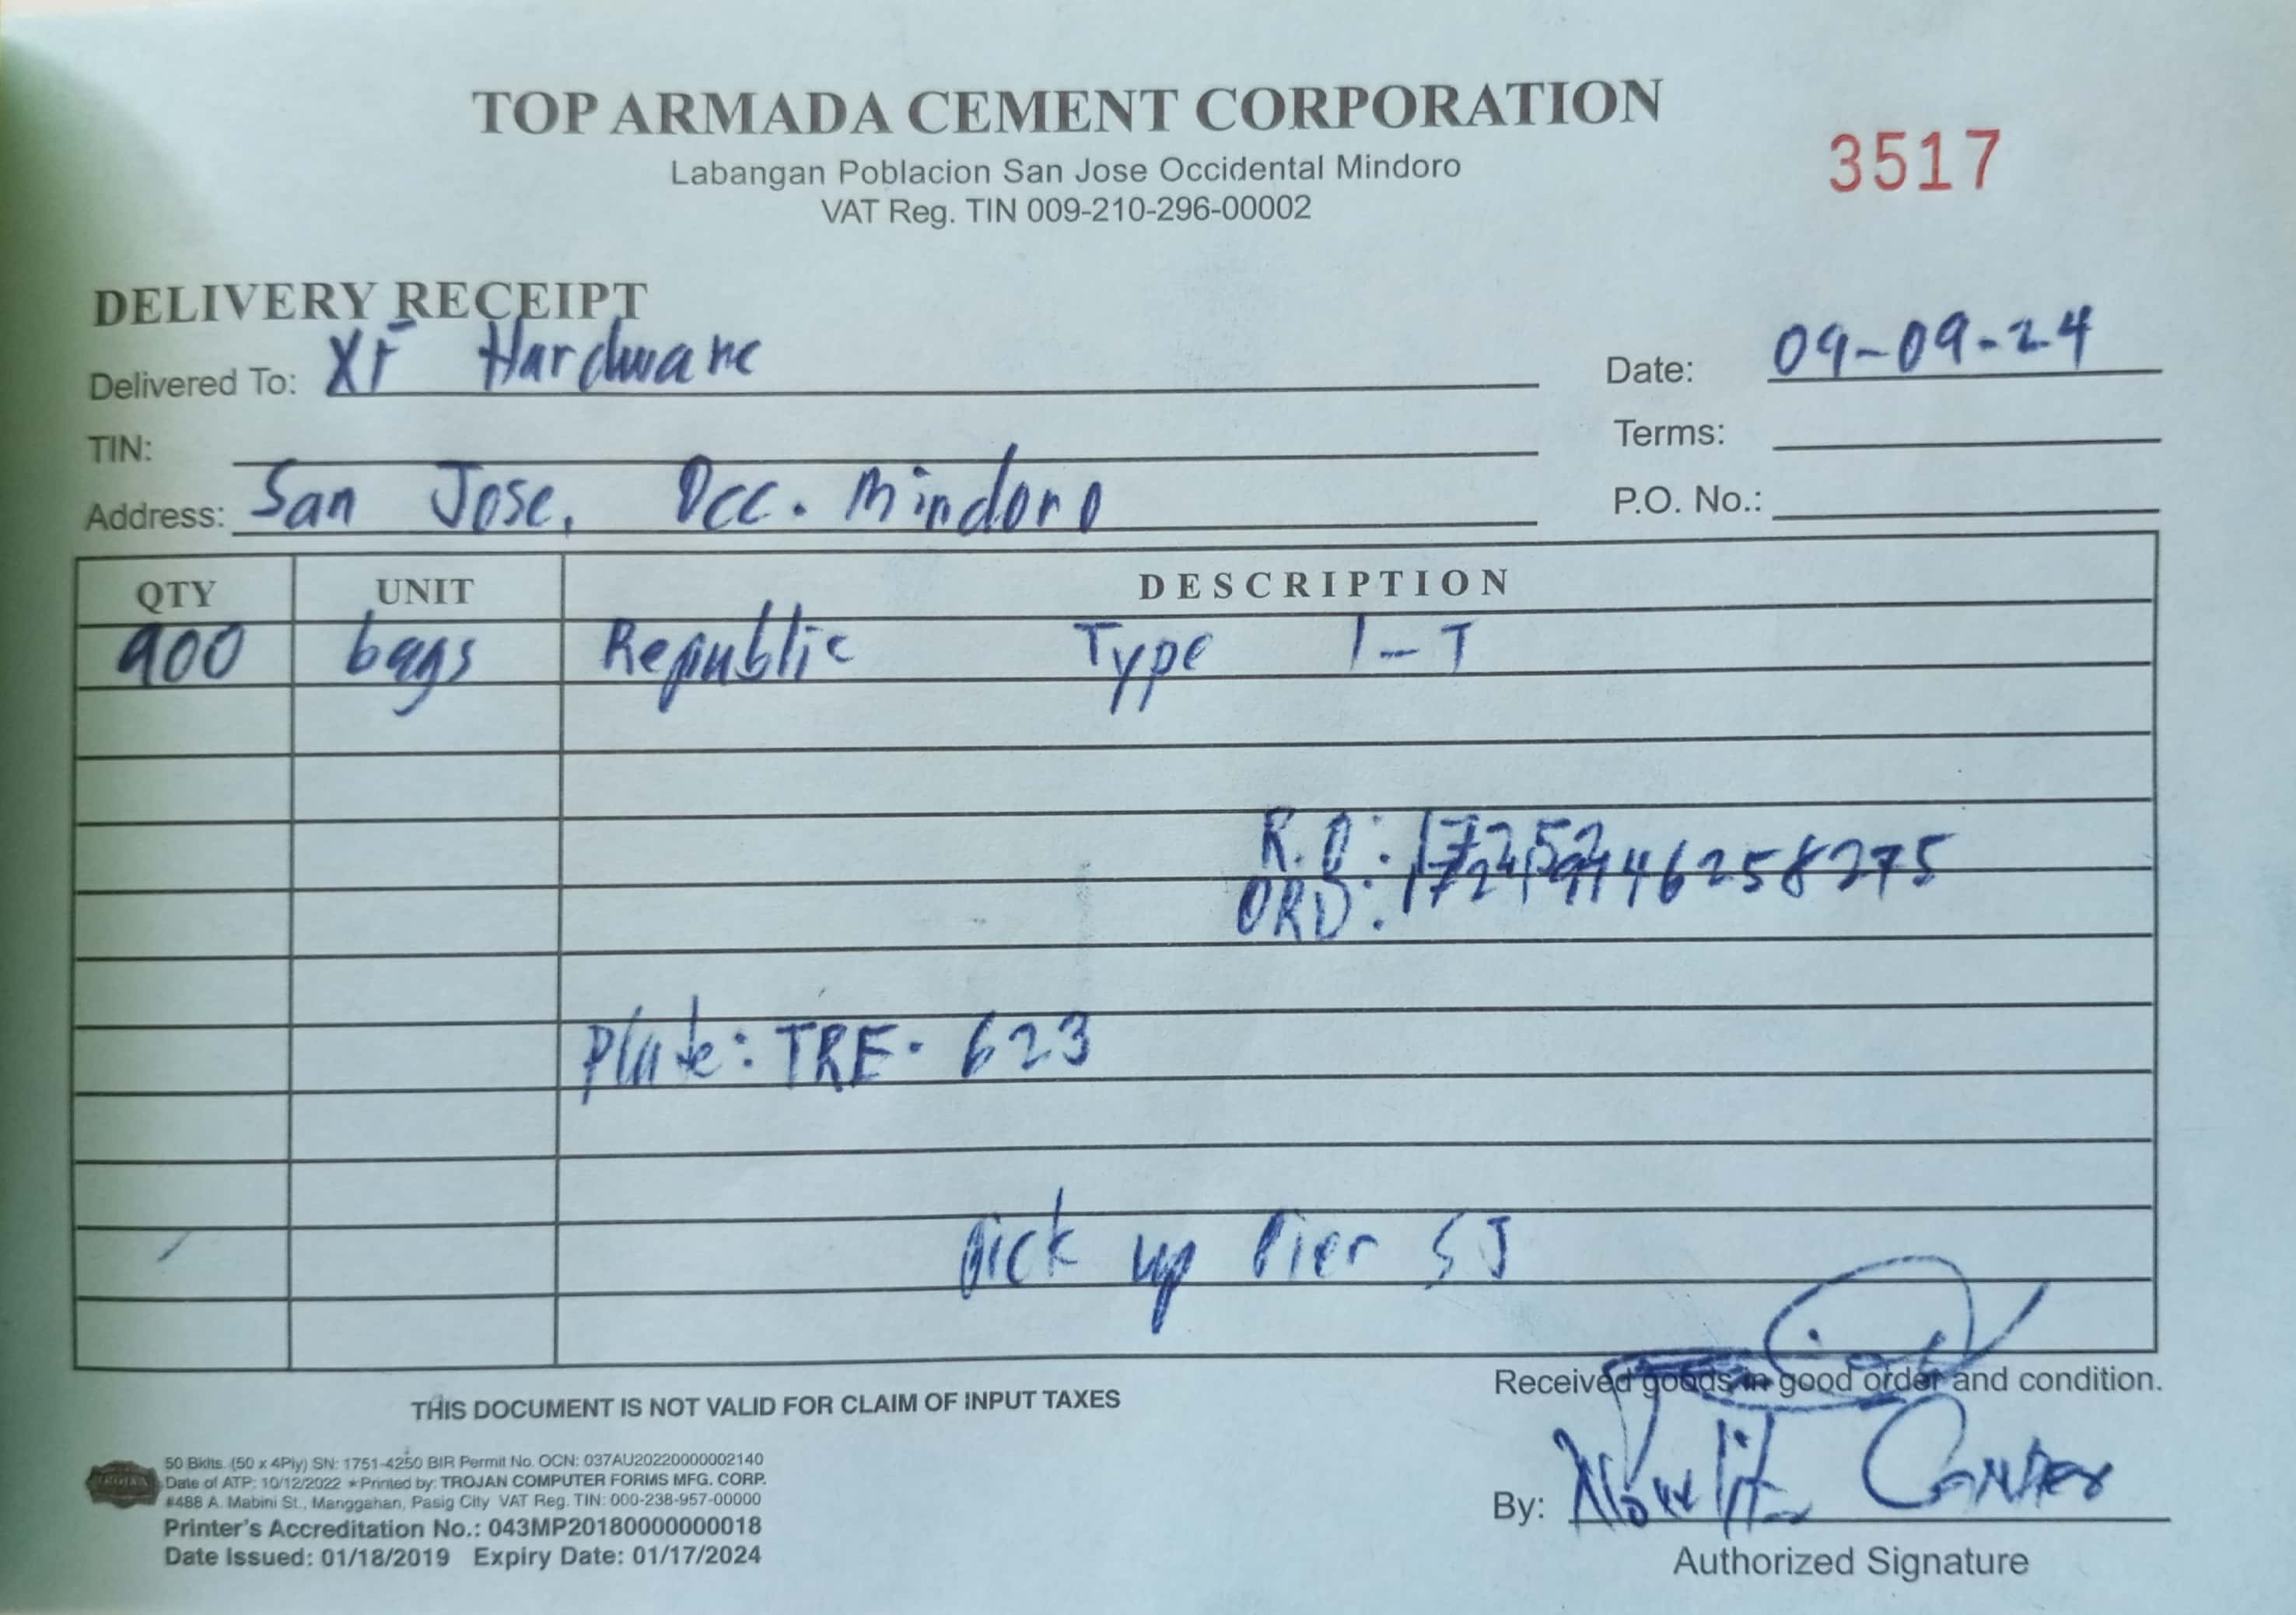 TOP ARMADA CEMENT CORPORATION
3517
Labangan Poblacion San Jose Occidental Mindoro
VAT Reg. TIN 009-210-296-00002
DELIVERY RECEIPT
Delivered To: XF Hardware
Date: 09-09-24
TIN:
Terms:
Address: San Jose, Occ. Mindoro
P.O. No.:
QTY UNIT DESCRIPTION
900 bags Republic Type 1-T
R.O:
ORD:
Plate: TRE- 623
Pick up Pier SJ
Received goods in good order and condition.
THIS DOCUMENT IS NOT VALID FOR CLAIM OF INPUT TAXES
50 Bklts. (50 x 4Ply) SN: 1751-4250 BIR Permit No. OCN: 037AU20220000002140
Date of ATP: 10/12/2022 ★Printed by: TROJAN COMPUTER FORMS MFG. CORP.
#488 A. Mabini St., Manggahan, Pasig City VAT Reg. TIN: 000-238-957-00000
Printer's Accreditation No.: 043MP20180000000018
Date Issued: 01/18/2019 Expiry Date: 01/17/2024
By:
Authorized Signature